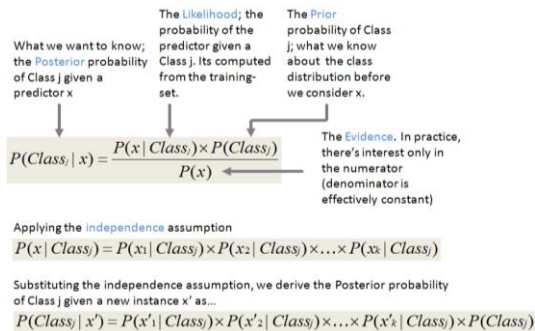 The Likelihood; the
probability of the
predictor given a
Class j. Its computed
from the training-
set.
The Prior
probability of Class
j; what we know
about the class
distribution before
we consider x.
What we want to know;
the Posterior probability
of Class j given a
predictor x
P(Classj | x) = P(x | Classj) × P(Classj) / P(x)
The Evidence. In practice,
there's interest only in
the numerator
(denominator is
effectively constant)
Applying the independence assumption
P(x | Classj) = P(x1 | Classj) × P(x2 | Classj) × … × P(xk | Classj)
Substituting the independence assumption, we derive the Posterior probability
of Class j given a new instance x' as...
P(Classj | x') = P(x'1 | Classj) × P(x'2 | Classj) × … × P(x'k | Classj) × P(Classj)